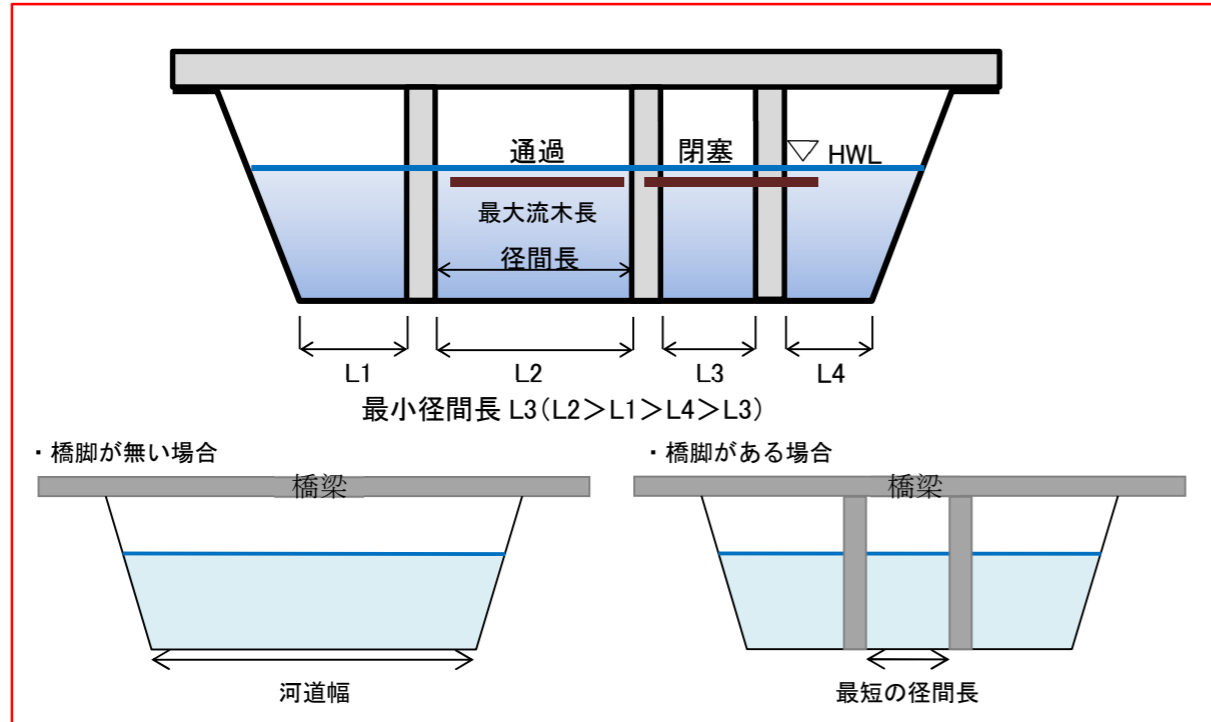 通過
閉塞
HWL
最大流木長
径間長
L1
L2
L3
L4
最小径間長 L3(L2>L1>L4>L3)
・橋脚が無い場合
・橋脚がある場合
橋梁
橋梁
河道幅
最短の径間長